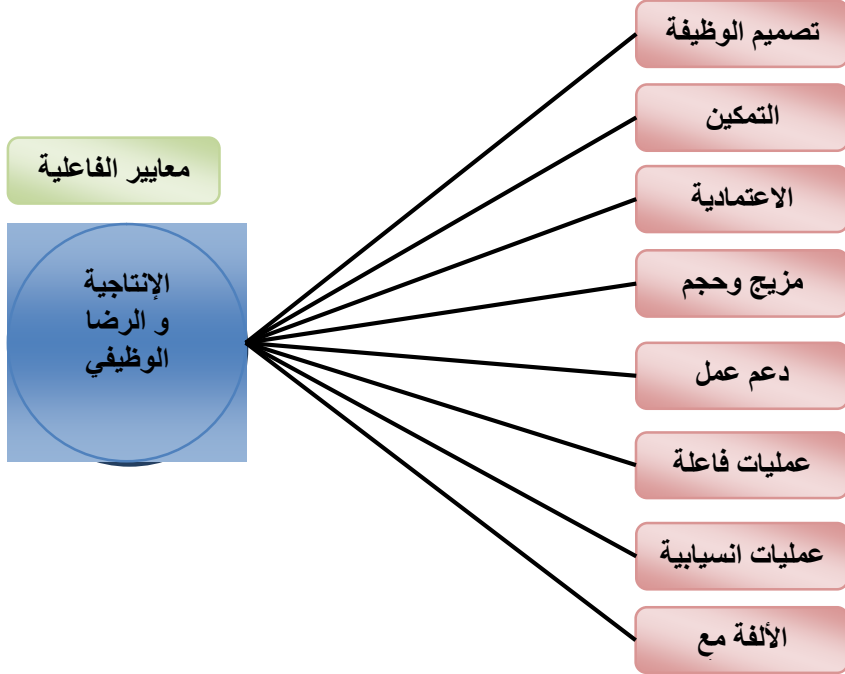 تصميم الوظيفة
التمكين
معايير الفاعلية
الاعتمادية
الإنتاجية
و الرضا
الوظيفي
مزيج وحجم
دعم عمل
عمليات فاعلة
عمليات انسيابية
الألفة مع